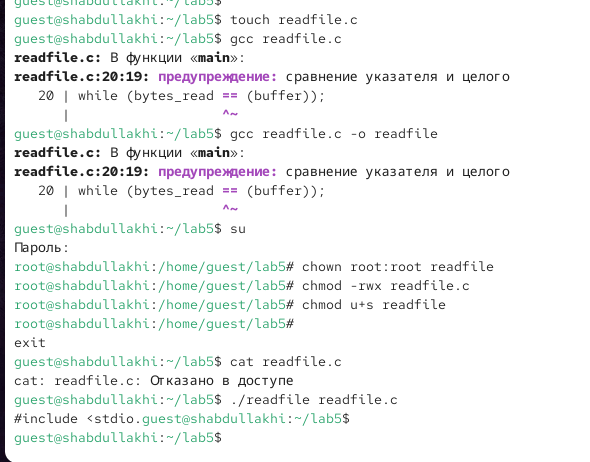 guest@shabdullakhi:~/lab5$
guest@shabdullakhi:~/lab5$ touch readfile.c
guest@shabdullakhi:~/lab5$ gcc readfile.c
readfile.c: В функции «main»:
readfile.c:20:19: предупреждение: сравнение указателя и целого
   20 | while (bytes_read == (buffer));
      |                   ^~
guest@shabdullakhi:~/lab5$ gcc readfile.c -o readfile
readfile.c: В функции «main»:
readfile.c:20:19: предупреждение: сравнение указателя и целого
   20 | while (bytes_read == (buffer));
      |                   ^~
guest@shabdullakhi:~/lab5$ su
Пароль:
root@shabdullakhi:/home/guest/lab5# chown root:root readfile
root@shabdullakhi:/home/guest/lab5# chmod -rwx readfile.c
root@shabdullakhi:/home/guest/lab5# chmod u+s readfile
root@shabdullakhi:/home/guest/lab5#
exit
guest@shabdullakhi:~/lab5$ cat readfile.c
cat: readfile.c: Отказано в доступе
guest@shabdullakhi:~/lab5$ ./readfile readfile.c
#include <stdio.guest@shabdullakhi:~/lab5$
guest@shabdullakhi:~/lab5$